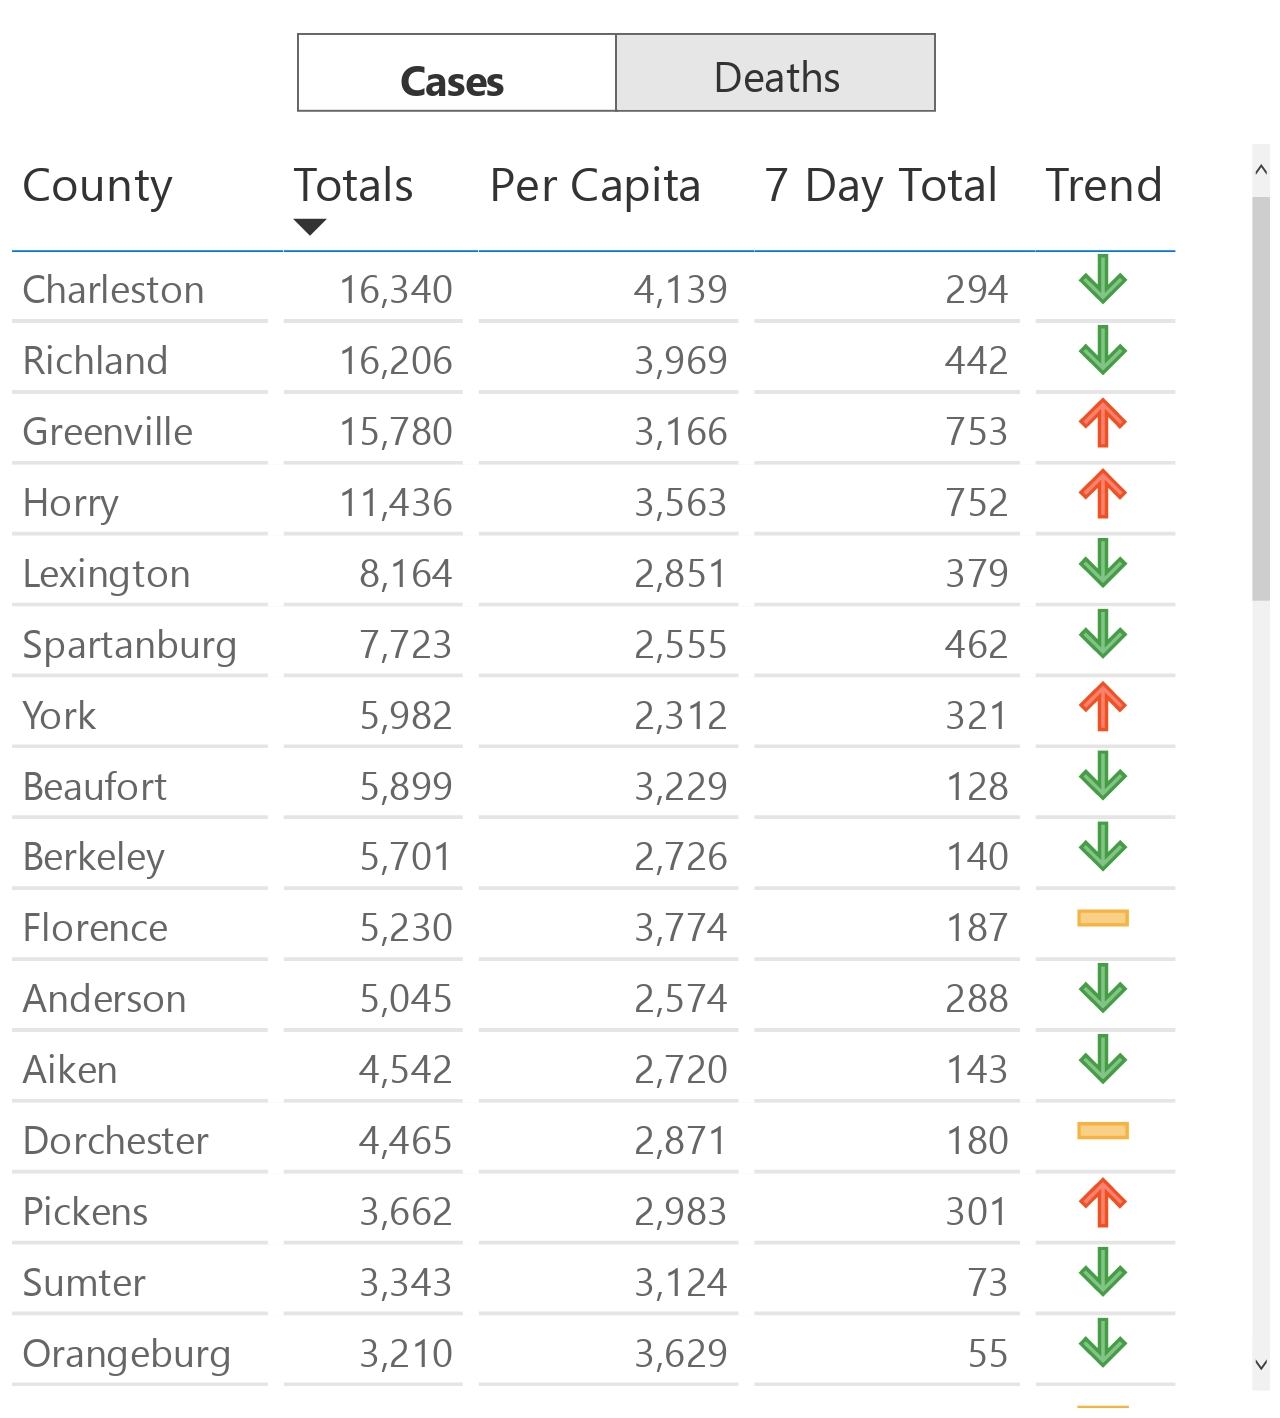 Cases Deaths
County Totals Per Capita 7 Day Total Trend
Charleston 16,340 4,139 294
Richland 16,206 3,969 442
Greenville 15,780 3,166 753
Horry 11,436 3,563 752
Lexington 8,164 2,851 379
Spartanburg 7,723 2,555 462
York 5,982 2,312 321
Beaufort 5,899 3,229 128
Berkeley 5,701 2,726 140
Florence 5,230 3,774 187
Anderson 5,045 2,574 288
Aiken 4,542 2,720 143
Dorchester 4,465 2,871 180
Pickens 3,662 2,983 301
Sumter 3,343 3,124 73
Orangeburg 3,210 3,629 55